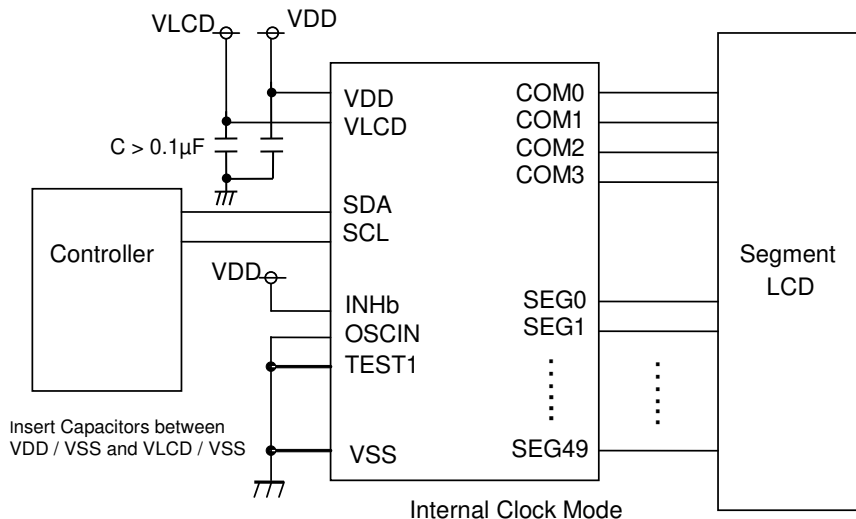 VLCD
VDD
VDD
VLCD
C > 0.1µF
SDA
SCL
Controller
VDD
INHb
OSCIN
TEST1
Insert Capacitors between
VDD / VSS and VLCD / VSS
VSS
COM0
COM1
COM2
COM3
SEG0
SEG1
SEG49
Segment
LCD
Internal Clock Mode